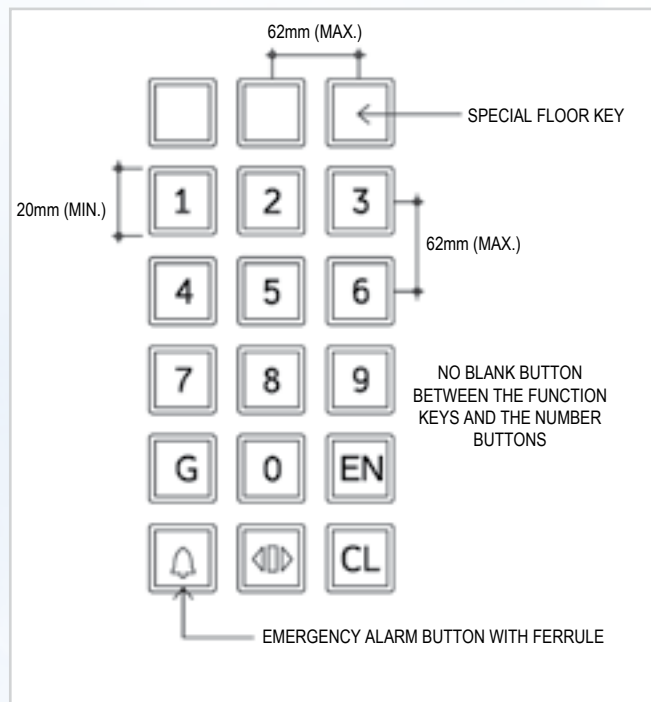 62mm (MAX.)
SPECIAL FLOOR KEY
20mm (MIN.)
1 2 3
62mm (MAX.)
4 5 6
7 8 9
NO BLANK BUTTON
BETWEEN THE FUNCTION
KEYS AND THE NUMBER
BUTTONS
G 0 EN
CL
EMERGENCY ALARM BUTTON WITH FERRULE